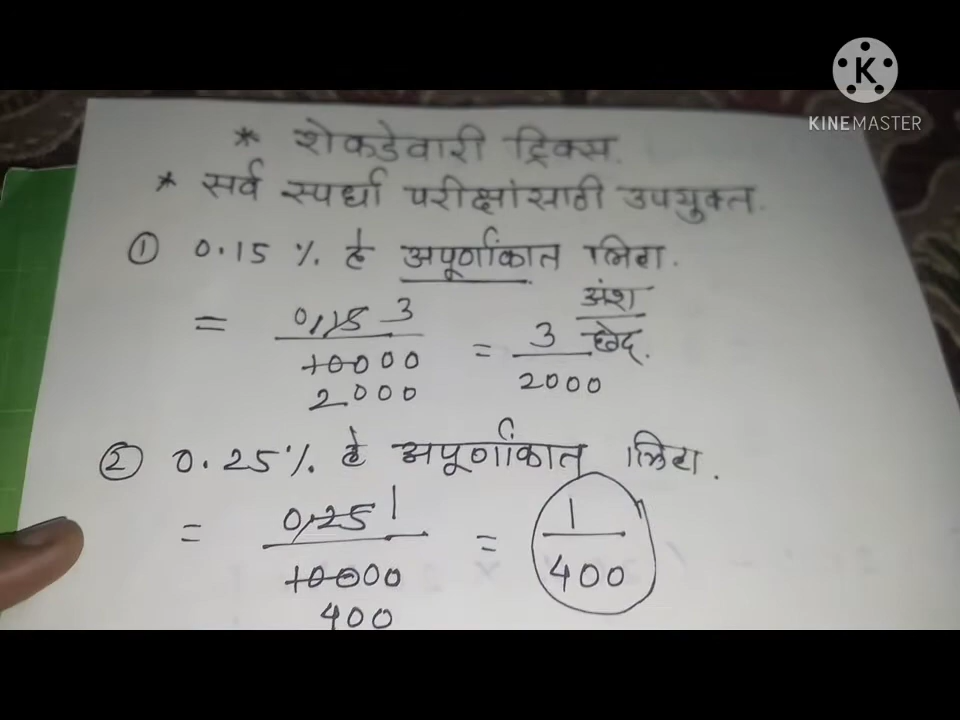 K
KINEMASTER
* शेकडेवारी ट्रिक्स.
* सर्व स्पर्धा परीक्षांसाठी उपयुक्त.
① 0.15 % हे अपूर्णांकात लिहा.
= 0.15 3 / 10000 2000 = 3 / 2000 अंश / छेद.
② 0.25 % हे अपूर्णांकात लिहा.
= 0.25 1 / 10000 400 = 1 / 400